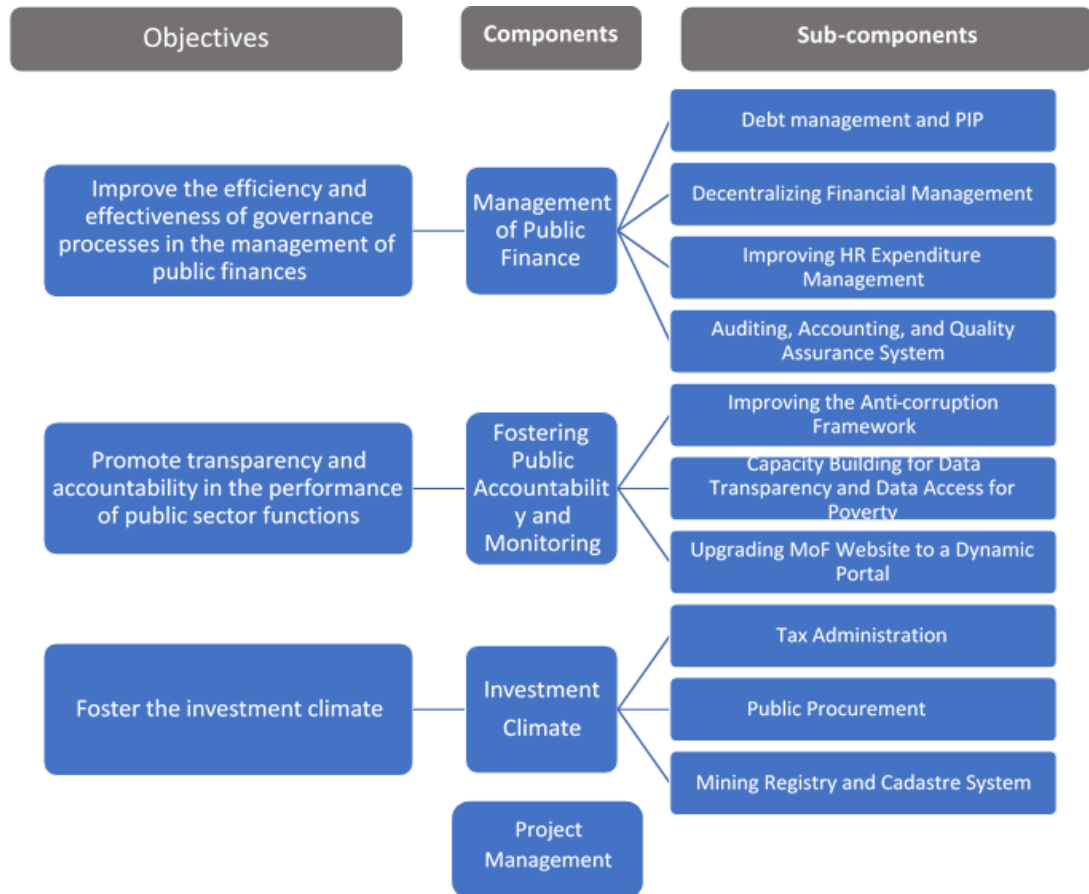 Objectives
Components
Sub-components
Improve the efficiency and
effectiveness of governance
processes in the management of
public finances
Management
of Public
Finance
Debt management and PIP
Decentralizing Financial Management
Improving HR Expenditure
Management
Auditing, Accounting, and Quality
Assurance System
Promote transparency and
accountability in the performance
of public sector functions
Fostering
Public
Accountabilit
y and
Monitoring
Improving the Anti-corruption
Framework
Capacity Building for Data
Transparency and Data Access for
Poverty
Upgrading MoF Website to a Dynamic
Portal
Foster the investment climate
Investment
Climate
Tax Administration
Public Procurement
Mining Registry and Cadastre System
Project
Management